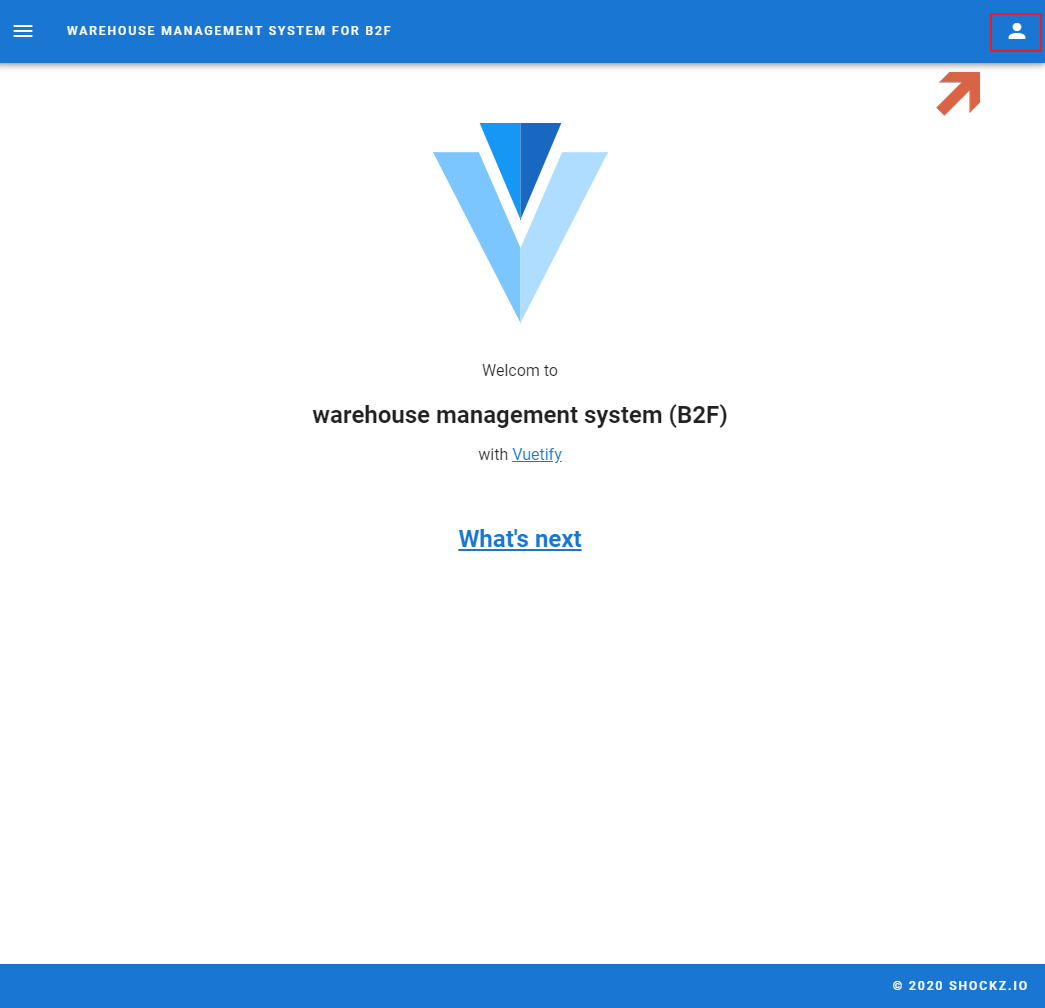 WAREHOUSE MANAGEMENT SYSTEM FOR B2F
Welcom to
warehouse management system (B2F)
with Vuetify
What's next
© 2020 SHOCKZ.IO